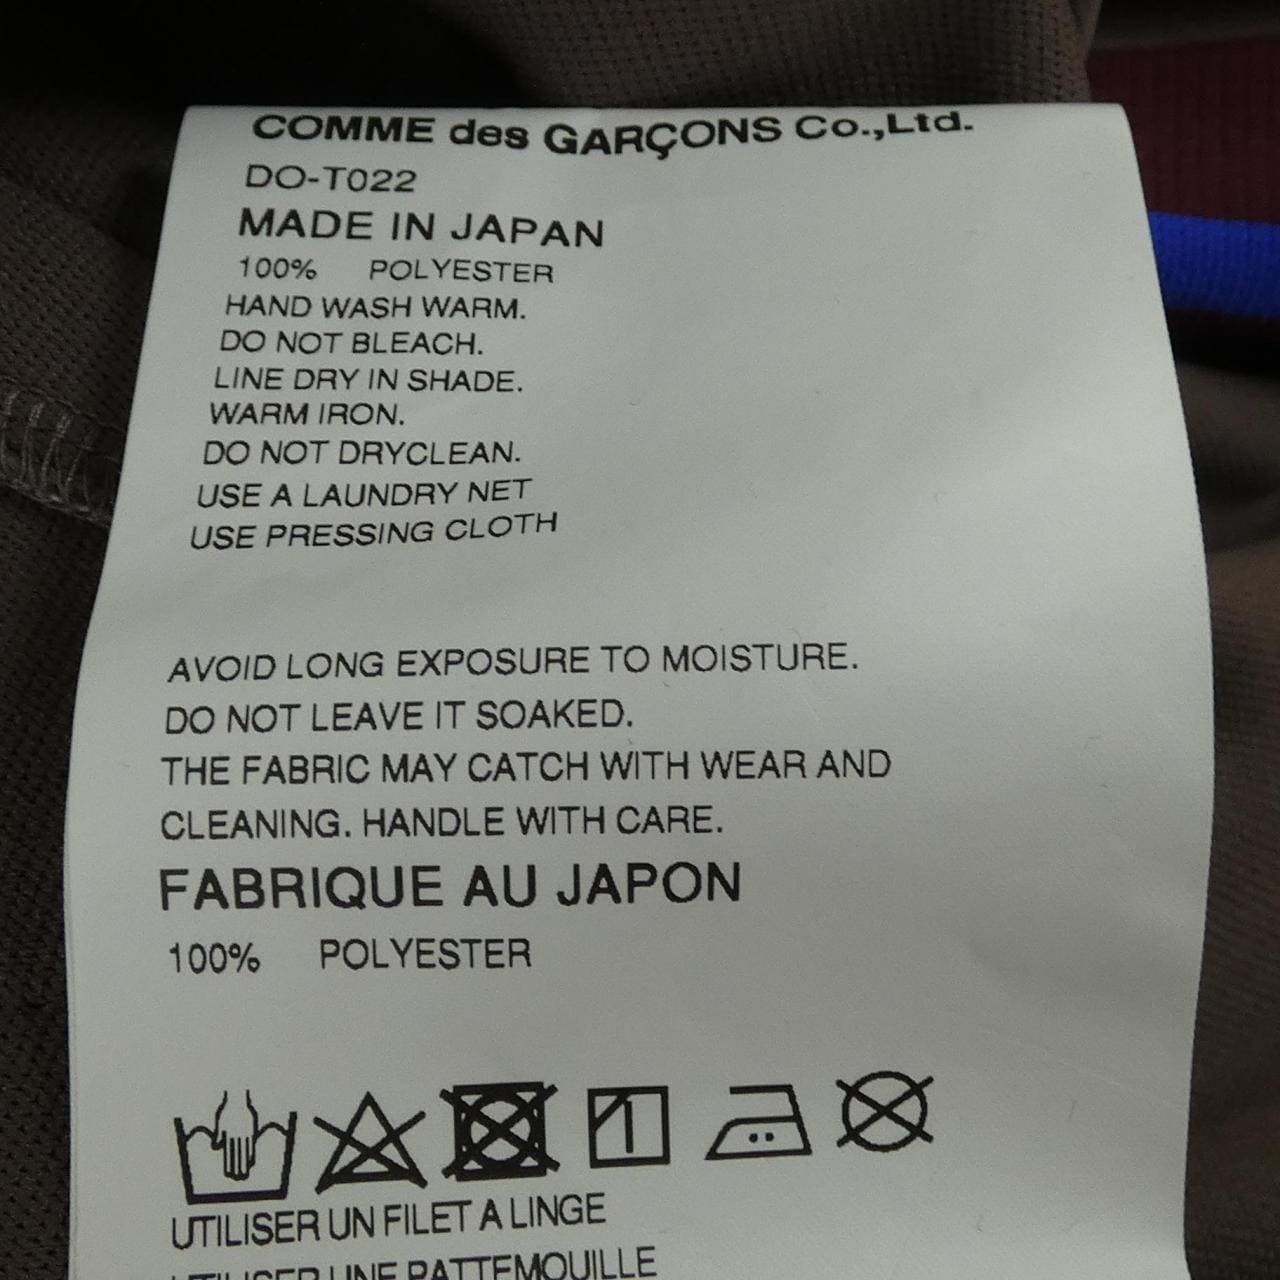 COMME des GARÇONS Co.,Ltd.
DO-T022
MADE IN JAPAN
100% POLYESTER
HAND WASH WARM.
DO NOT BLEACH.
LINE DRY IN SHADE.
WARM IRON.
DO NOT DRYCLEAN.
USE A LAUNDRY NET
USE PRESSING CLOTH
AVOID LONG EXPOSURE TO MOISTURE.
DO NOT LEAVE IT SOAKED.
THE FABRIC MAY CATCH WITH WEAR AND
CLEANING. HANDLE WITH CARE.
FABRIQUE AU JAPON
100% POLYESTER
UTILISER UN FILET A LINGE
UTILISER UNE PATTEMOUILLE